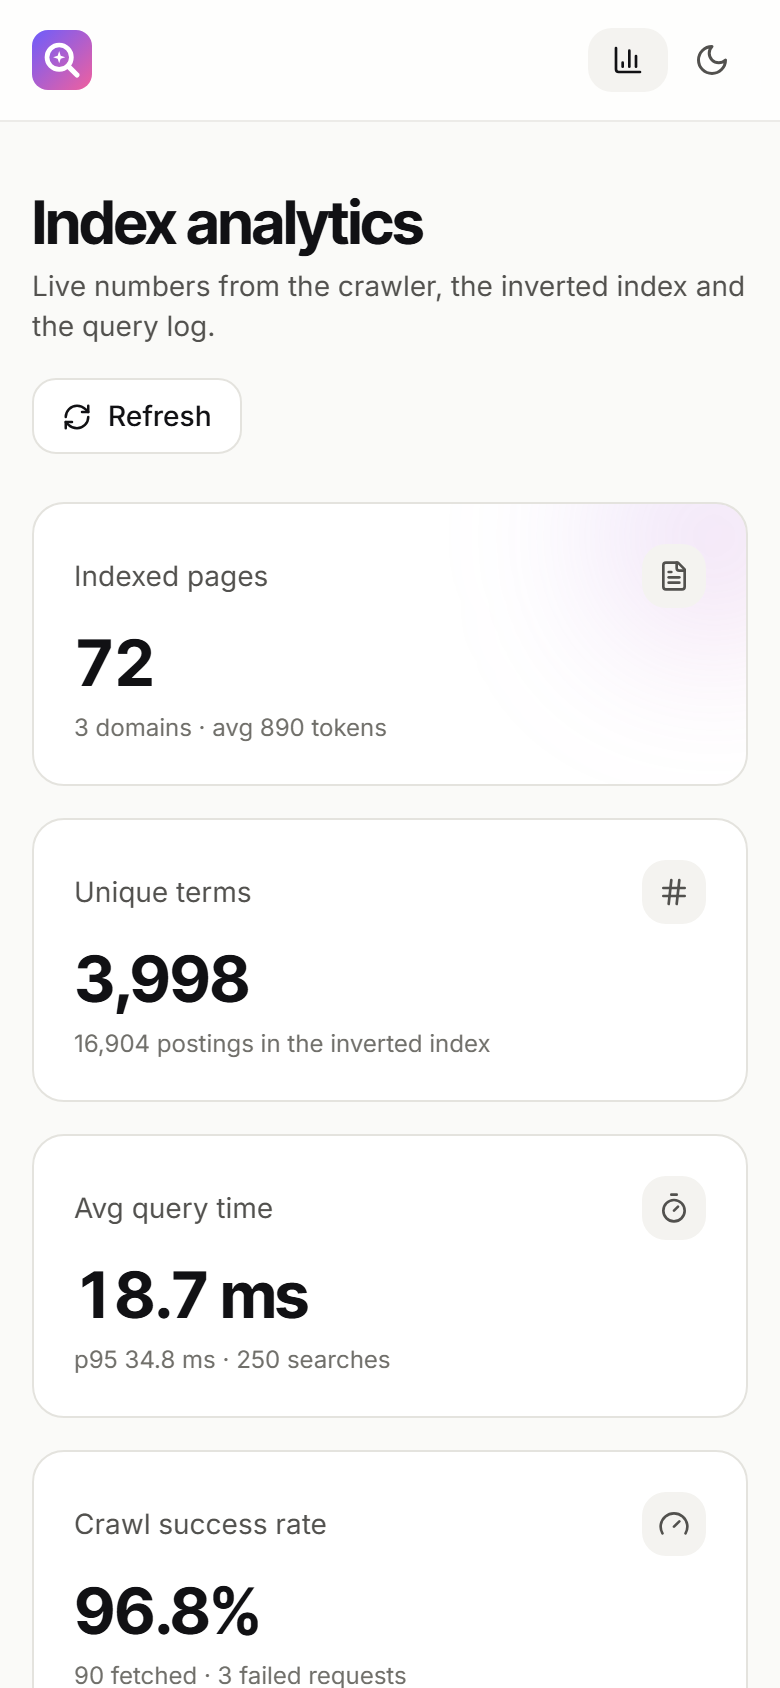 Index analytics
Live numbers from the crawler, the inverted index and
the query log.
Refresh
Indexed pages
72
3 domains · avg 890 tokens
Unique terms
3,998
16,904 postings in the inverted index
Avg query time
18.7 ms
p95 34.8 ms · 250 searches
Crawl success rate
96.8%
90 fetched · 3 failed requests